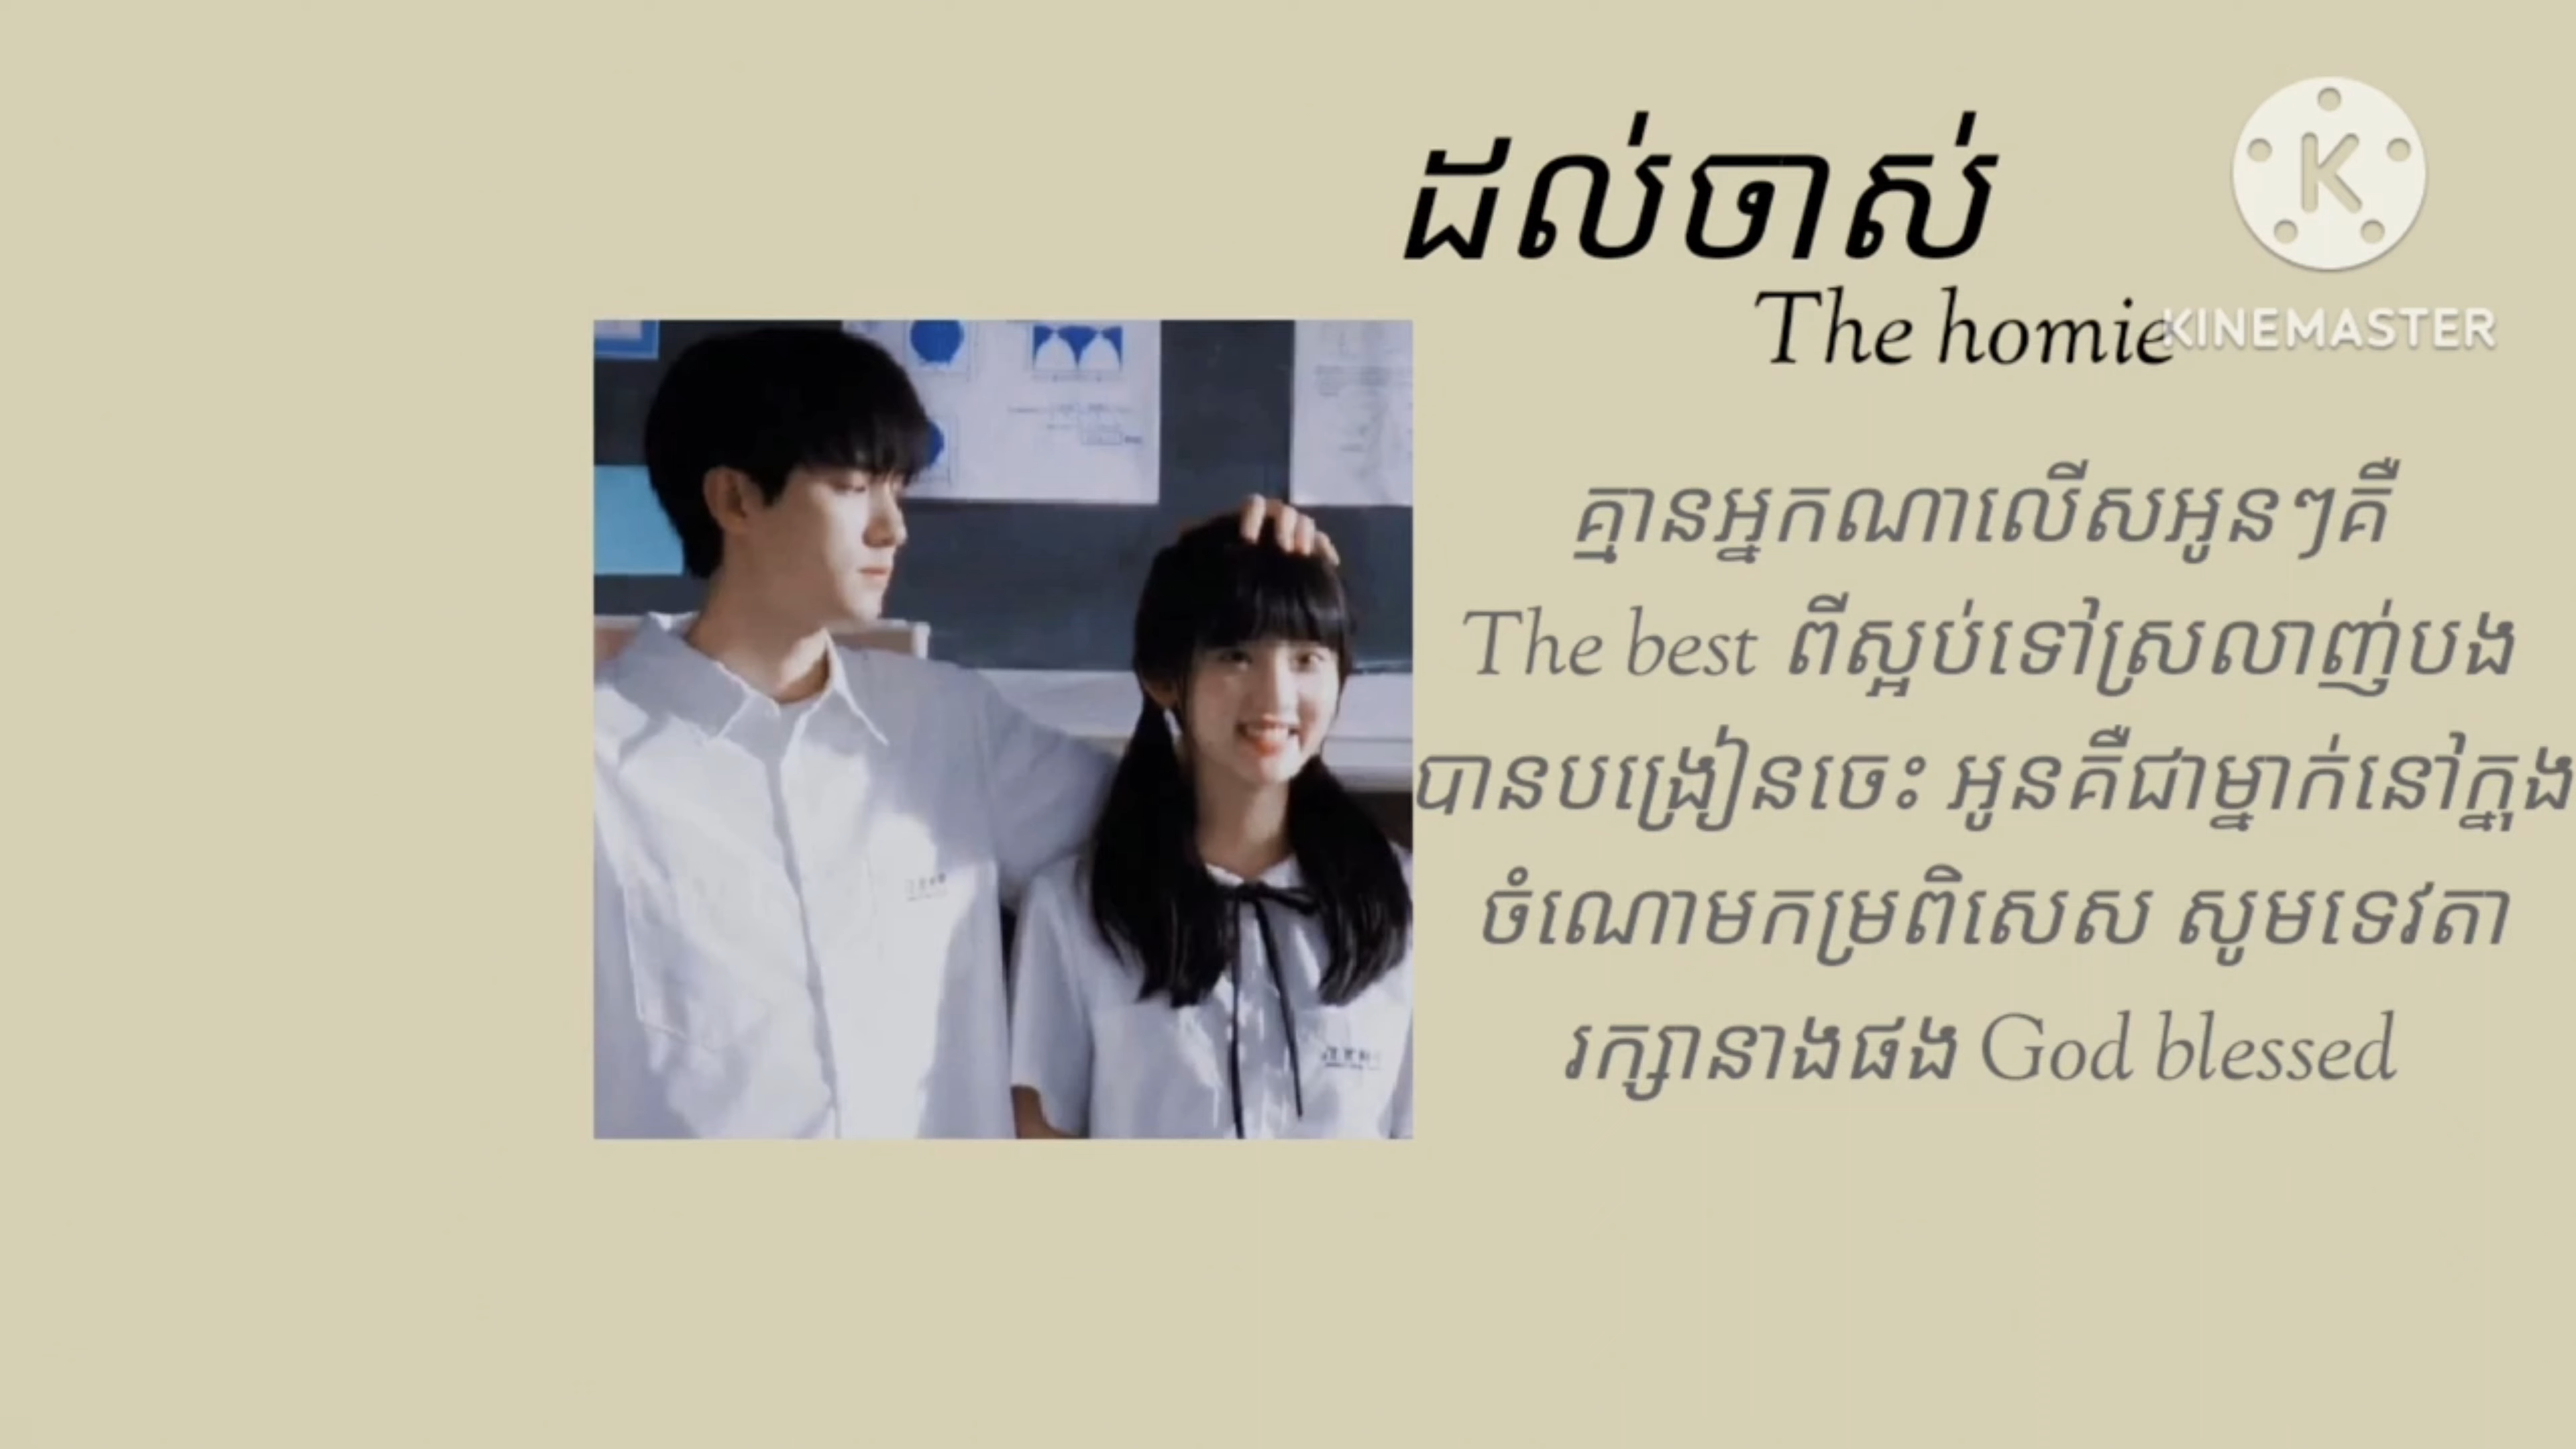 ដល់ចាស់
The homie
KINEMASTER
គ្មានអ្នកណាលើសអូនៗគឺ
The best ពីស្អប់ទៅស្រលាញ់បង
បានបង្រៀនចេះ អូនគឺជាម្នាក់នៅក្នុង
ចំណោមកម្រពិសេស សូមទេវតា
រក្សានាងផង God blessed